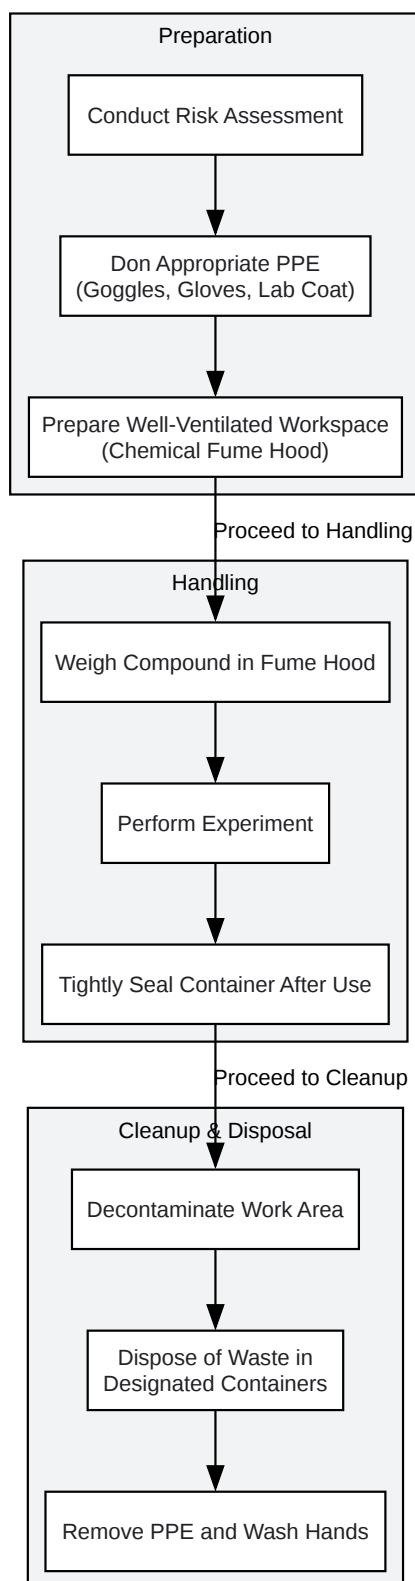 Preparation
Conduct Risk Assessment
Don Appropriate PPE
(Goggles, Gloves, Lab Coat)
Prepare Well-Ventilated Workspace
(Chemical Fume Hood)
Proceed to Handling
Handling
Weigh Compound in Fume Hood
Perform Experiment
Tightly Seal Container After Use
Proceed to Cleanup
Cleanup & Disposal
Decontaminate Work Area
Dispose of Waste in
Designated Containers
Remove PPE and Wash Hands